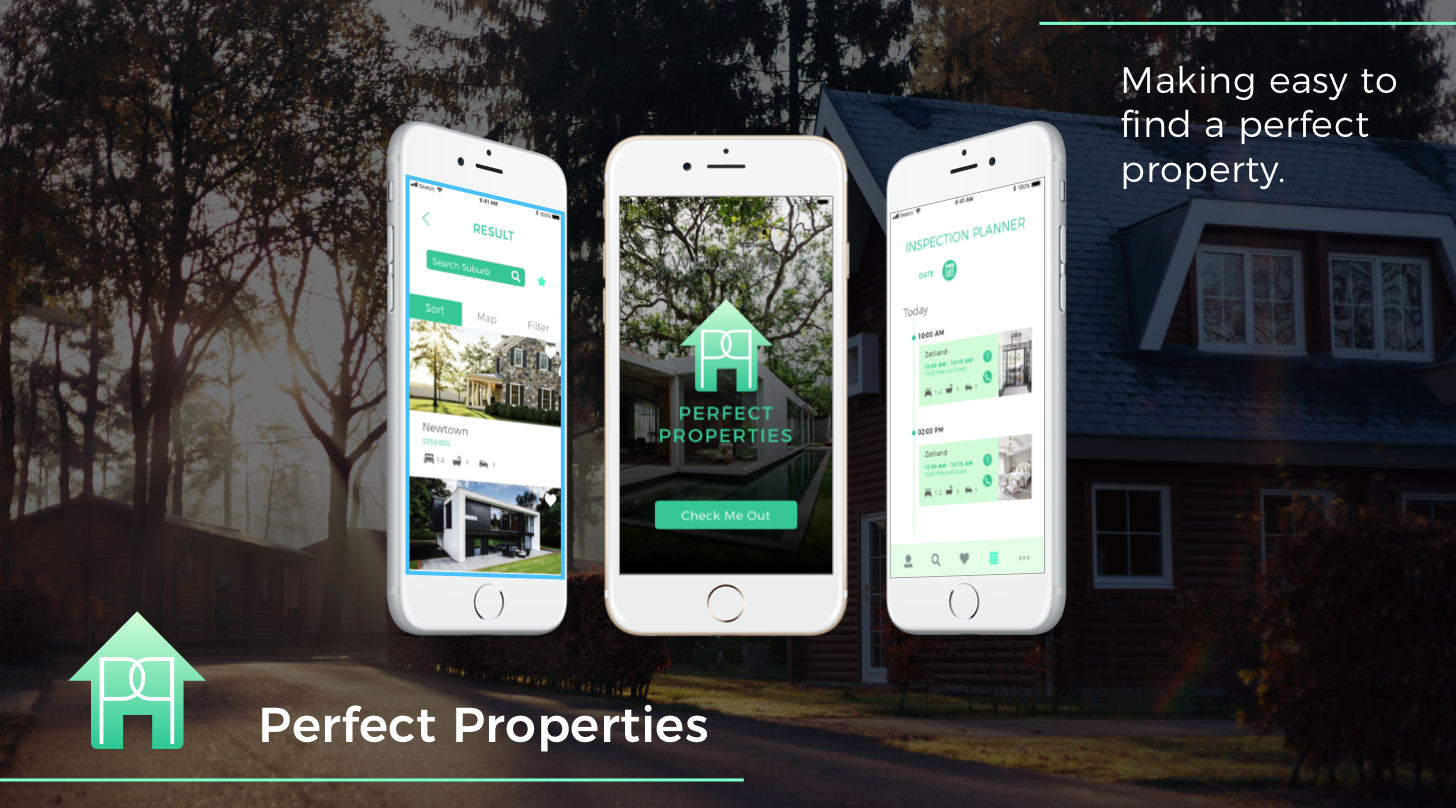 Making easy to
find a perfect
property.
Sketch
9:41 AM
100%
RESULT
Search Suburb
Sort
Map
Filter
Newtown
$350 000
1-2
1
1
PERFECT
PROPERTIES
Check Me Out
Sketch
9:41 AM
100%
INSPECTION PLANNER
DATE
Today
10:00 AM
Zetland
10:00 AM - 10:15 AM
1-2
1
1
02:00 PM
Zetland
10:00 AM - 10:15 AM
1-2
1
1
Perfect Properties